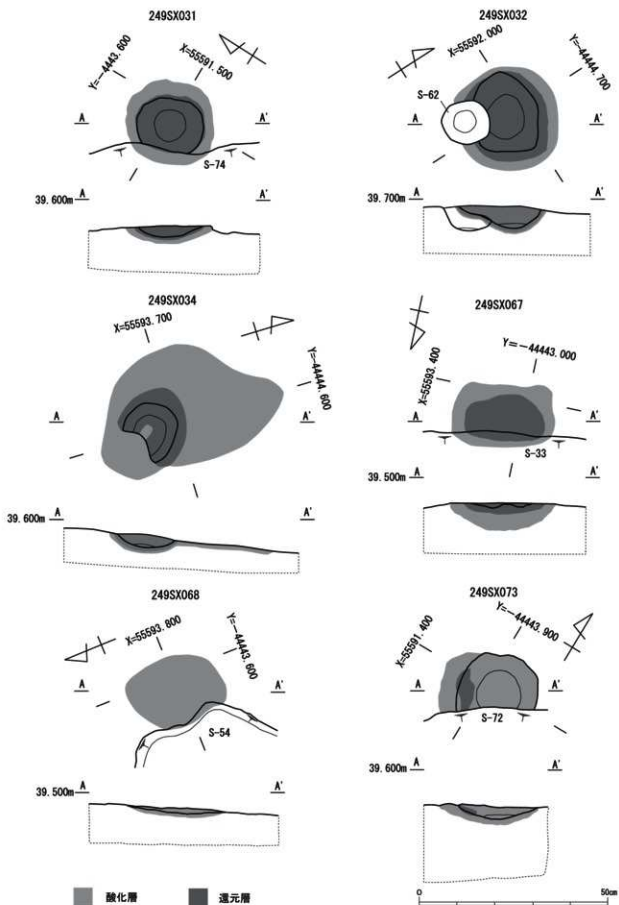 249SX031
Y=-4443.600
X=55591.500
A
A'
S-74
39.600m
A
A'
249SX032
X=55592.000
Y=-44444.700
S-62
A
A'
39.700m
A
A'
249SX034
X=55593.700
Y=-44444.600
A
A'
39.600m
A
A'
249SX067
X=55593.400
Y=-44443.000
A
A'
S-33
39.500m
A
A'
249SX068
X=55593.800
Y=-44443.600
A
A'
S-54
39.500m
A
A'
249SX073
X=55591.400
Y=-44443.900
A
A'
S-72
39.600m
A
A'
酸化層
還元層
0
50cm